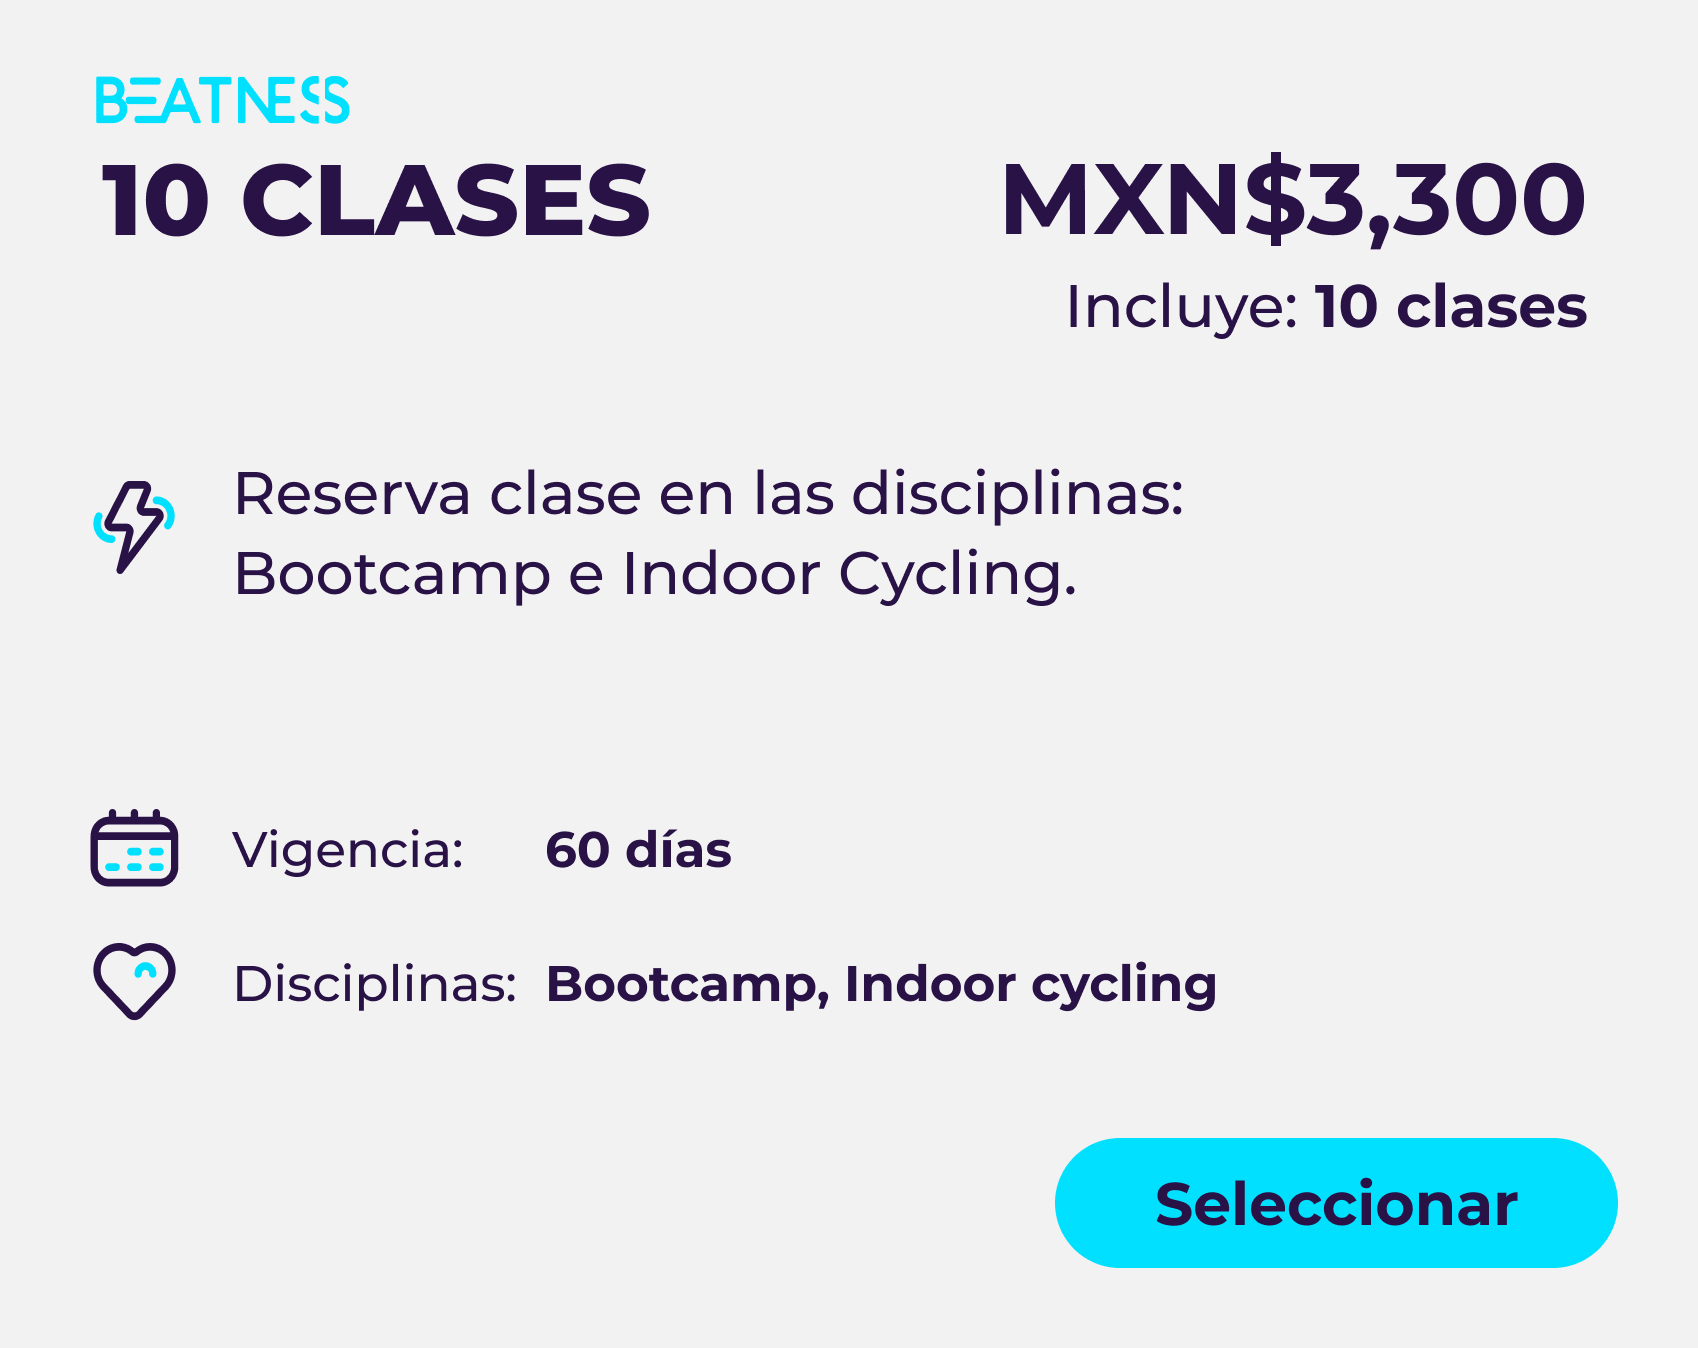 BEATNESS
10 CLASES
MXN$3,300
Incluye: 10 clases
Reserva clase en las disciplinas:
Bootcamp e Indoor Cycling.
Vigencia: 60 días
Disciplinas: Bootcamp, Indoor cycling
Seleccionar